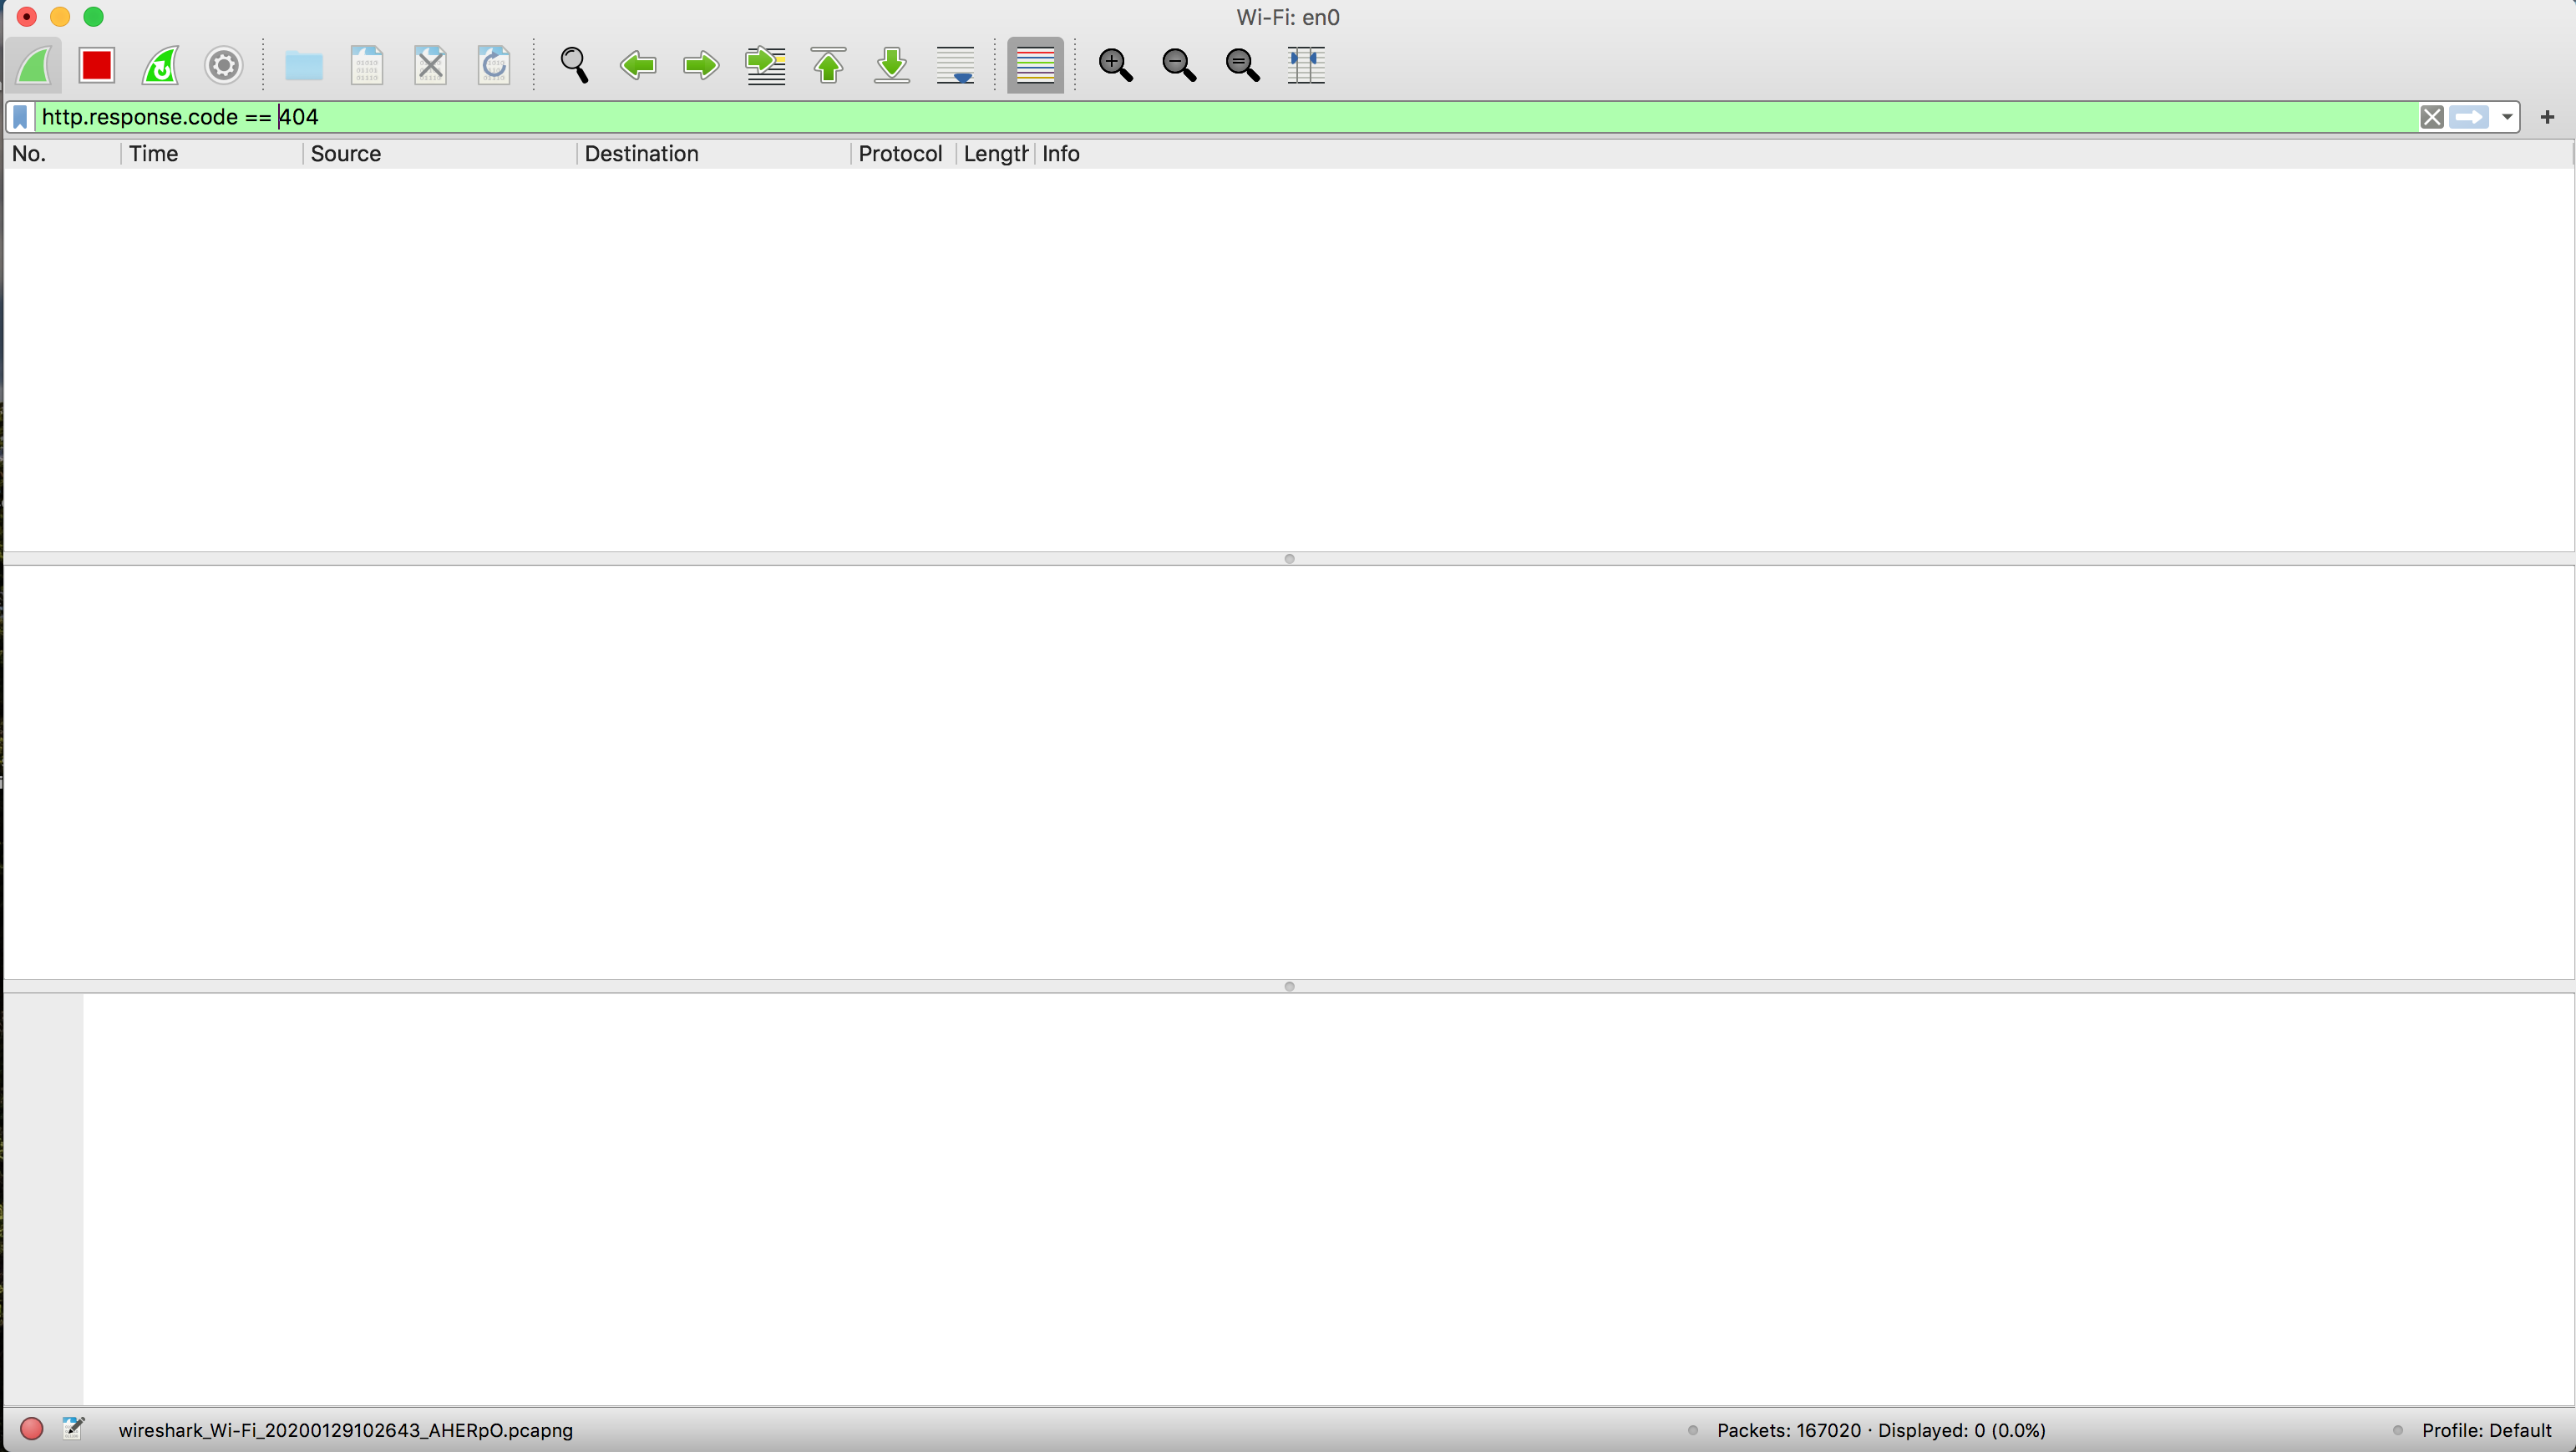 Wi-Fi: en0
http.response.code == 404
No. Time Source Destination Protocol Length Info
wireshark_Wi-Fi_20200129102643_AHERpO.pcapng Packets: 167020 · Displayed: 0 (0.0%) Profile: Default